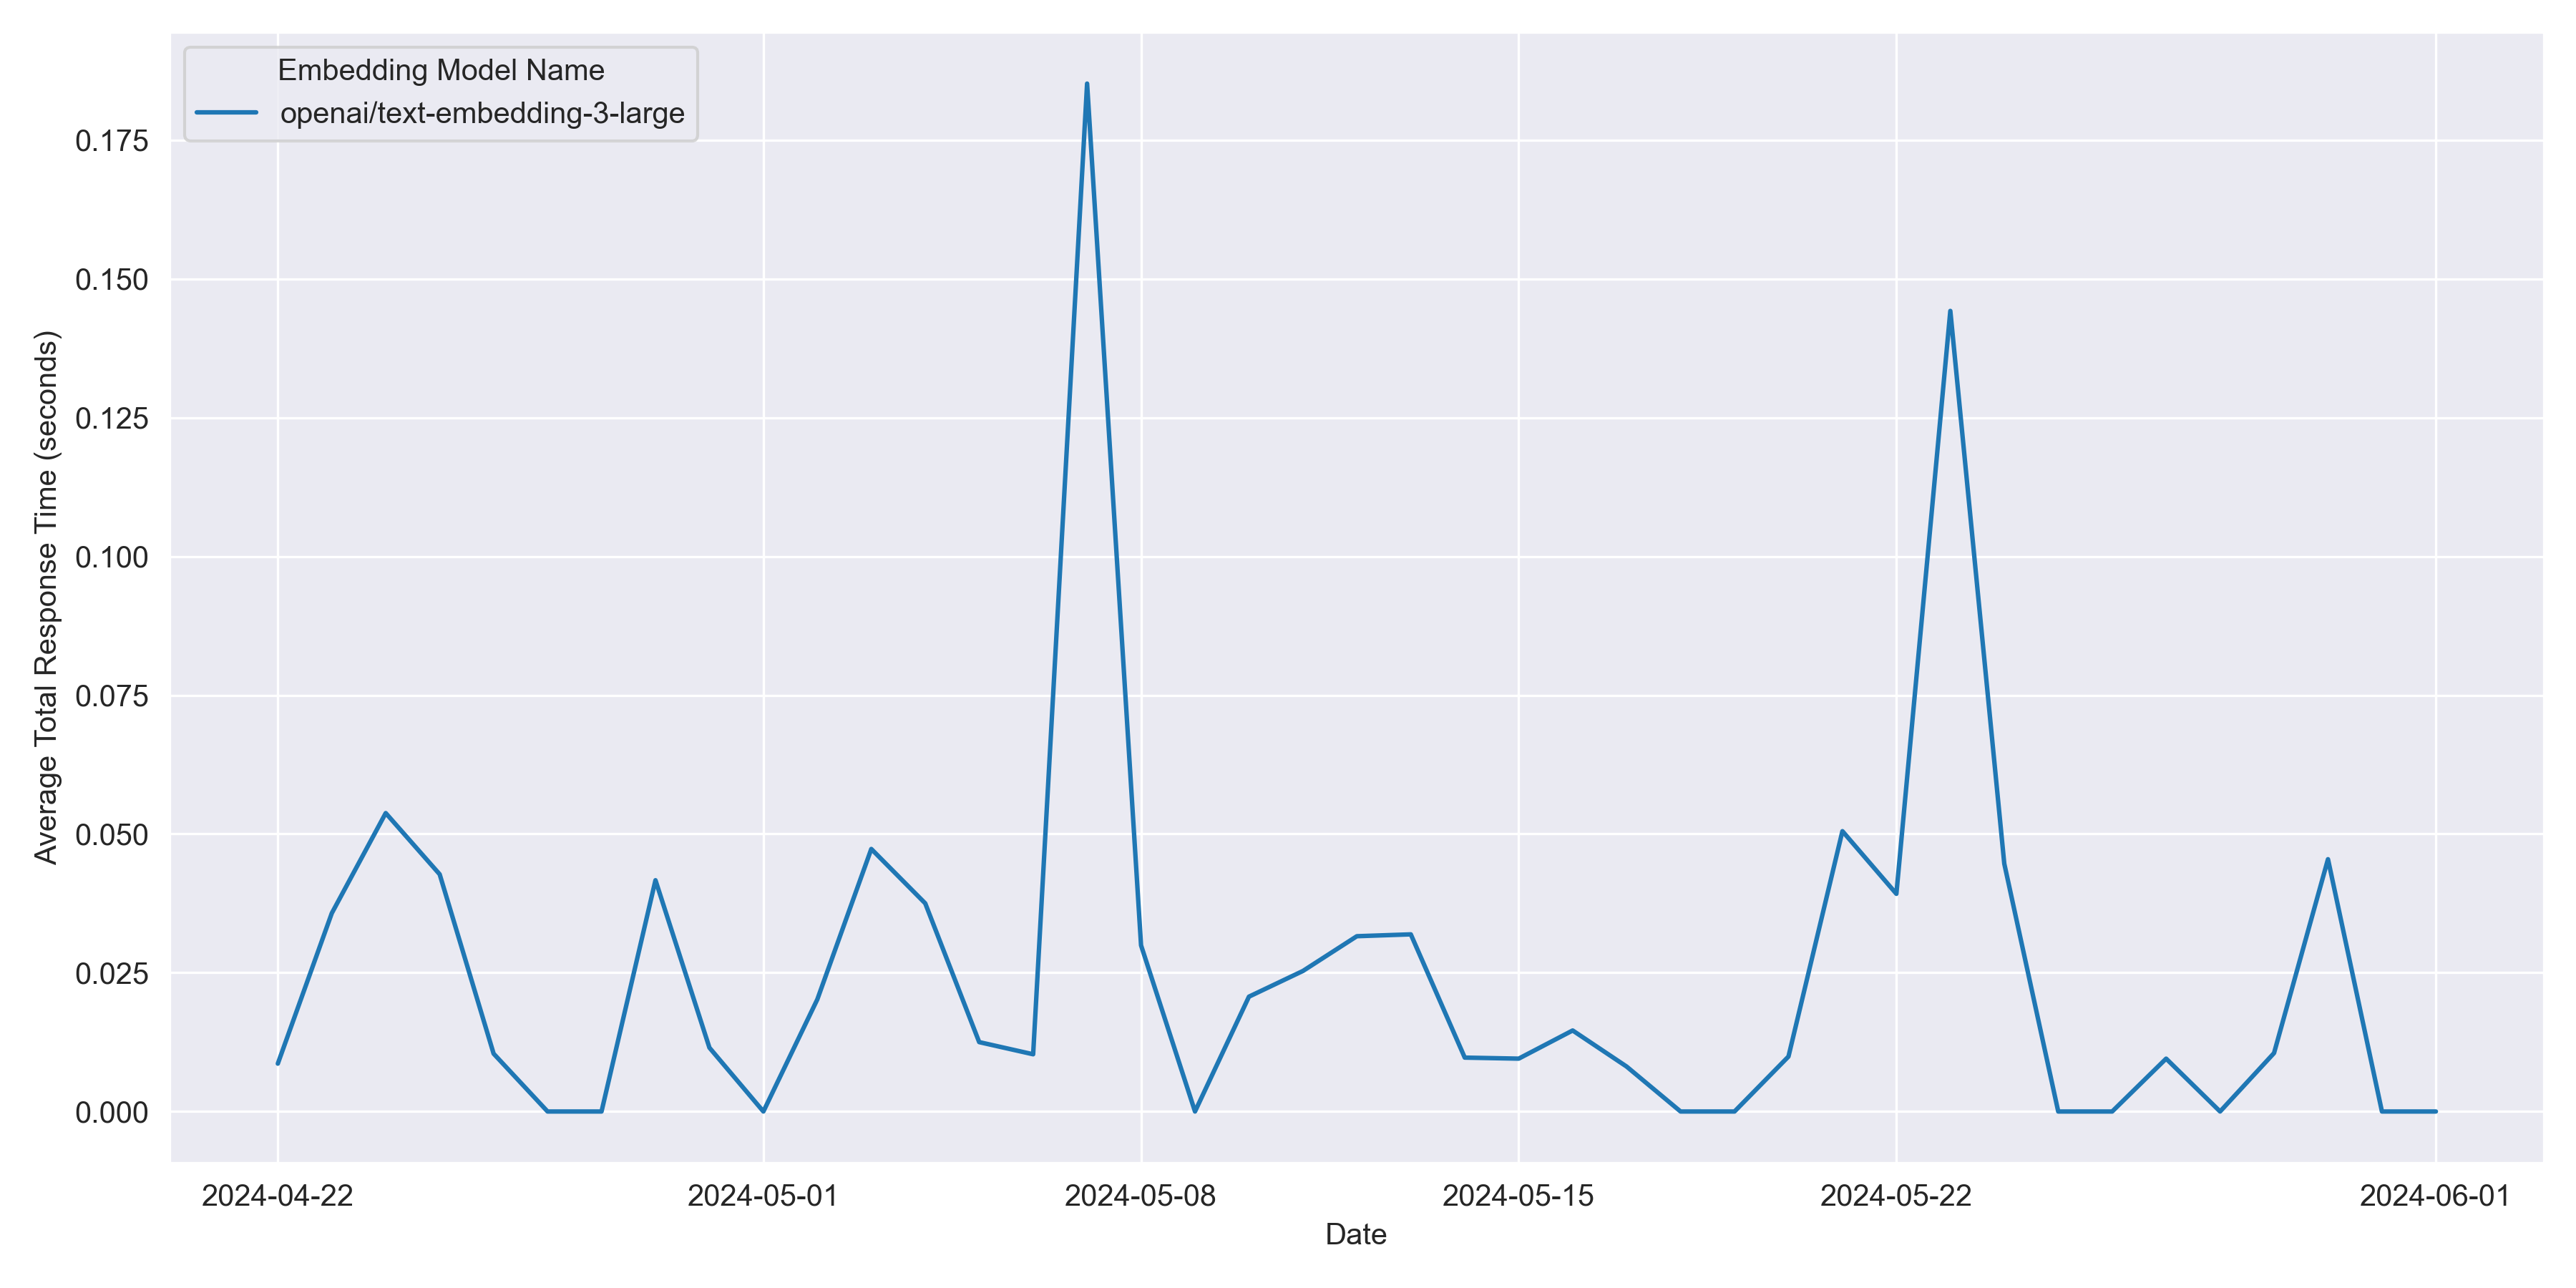 Embedding Model Name
openai/text-embedding-3-large
Average Total Response Time (seconds)
0.175
0.150
0.125
0.100
0.075
0.050
0.025
0.000
2024-04-22 2024-05-01 2024-05-08 2024-05-15 2024-05-22 2024-06-01
Date